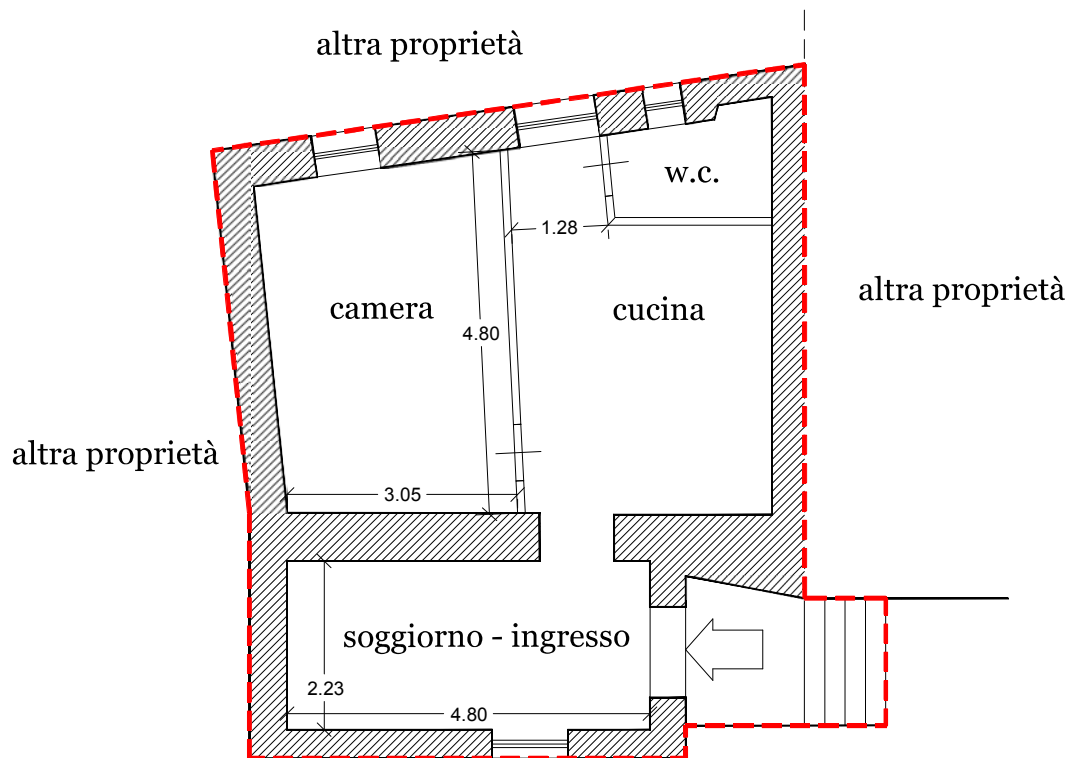 altra proprietà
w.c.
1.28
altra proprietà
camera
cucina
4.80
altra proprietà
3.05
soggiorno - ingresso
2.23
4.80